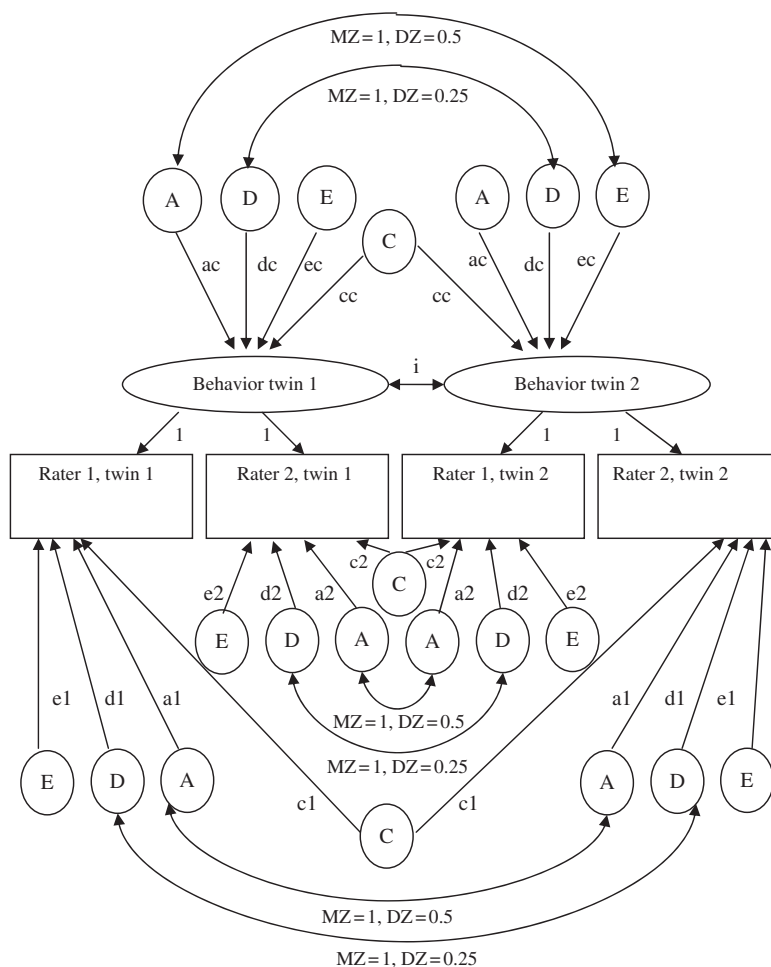 MZ=1, DZ=0.5
MZ=1, DZ=0.25
A D E A D E
C
ac dc ec cc cc ac dc ec
i
Behavior twin 1 Behavior twin 2
1 1 1 1
Rater 1, twin 1 Rater 2, twin 1 Rater 1, twin 2 Rater 2, twin 2
c2 C c2
e2 d2 a2 a2 d2 e2
E D A A D E
e1 d1 a1 a1 d1 e1
MZ=1, DZ=0.5
MZ=1, DZ=0.25
E D A A D E
c1 C c1
MZ=1, DZ=0.5
MZ=1, DZ=0.25